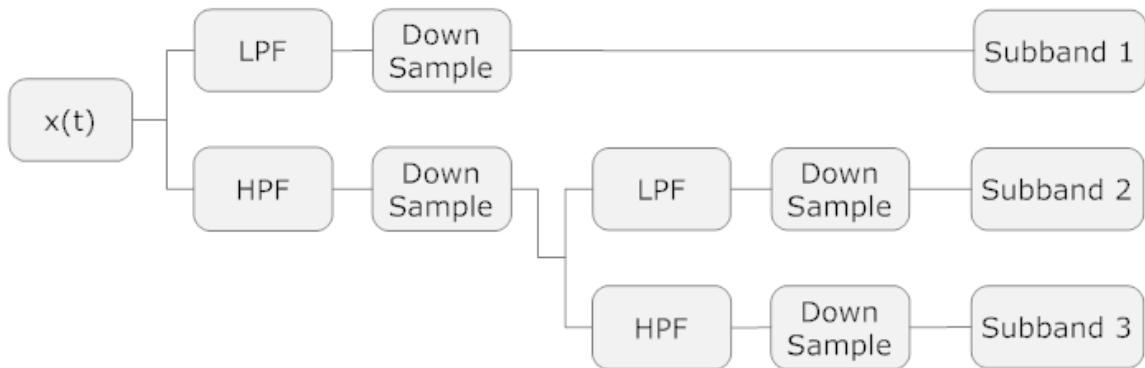 LPF
Down
Sample
Subband 1
x(t)
HPF
Down
Sample
LPF
Down
Sample
Subband 2
HPF
Down
Sample
Subband 3